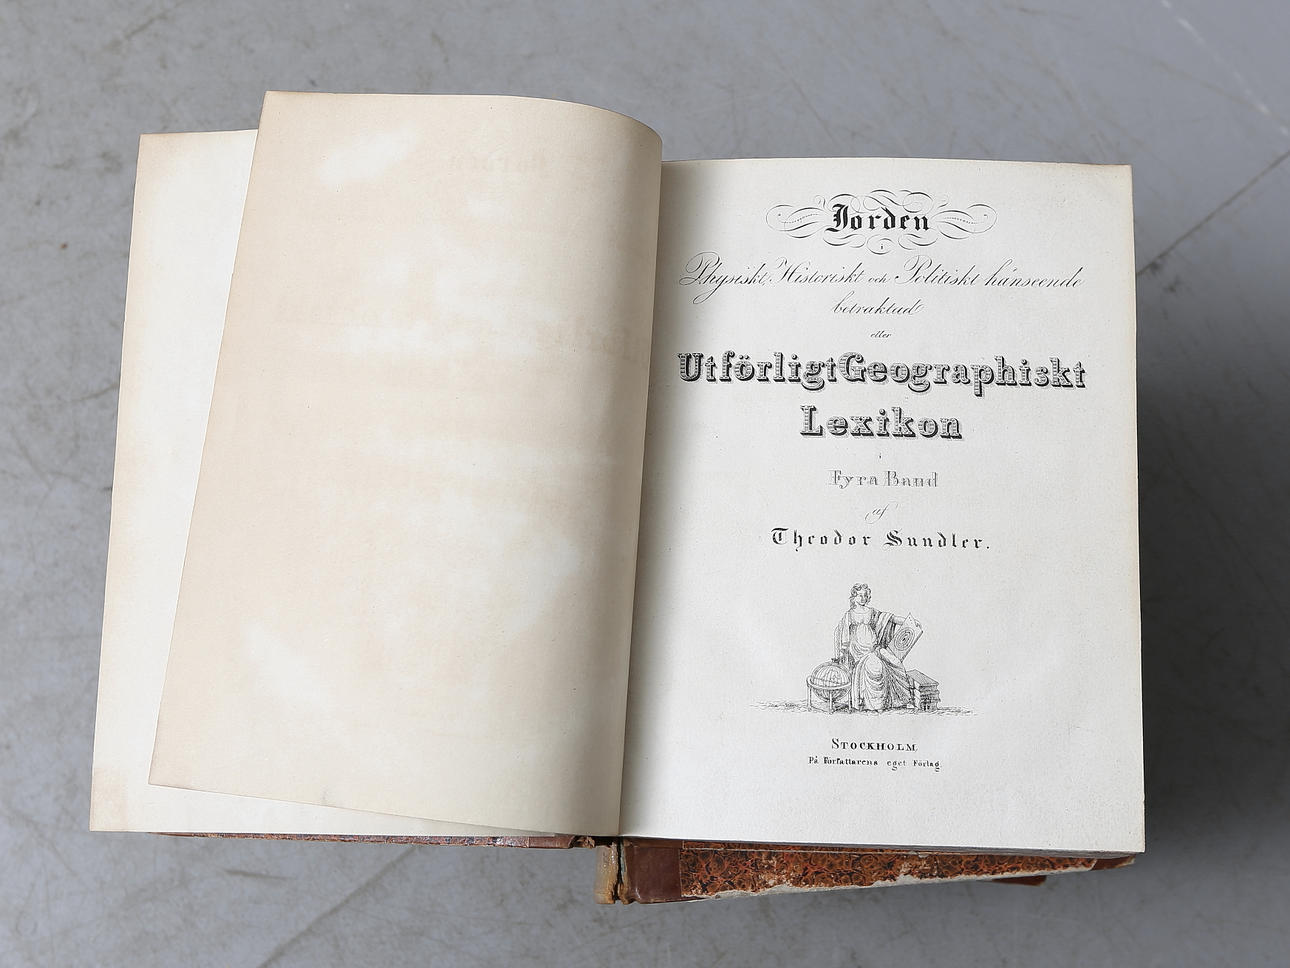 Jorden
i
Physiskt, Historiskt och Politiskt hänseende
betraktad
eller
Utförligt Geographiskt
Lexikon
i
Fyra Band
af
Theodor Sundler.
STOCKHOLM
På Författarens eget Förlag.